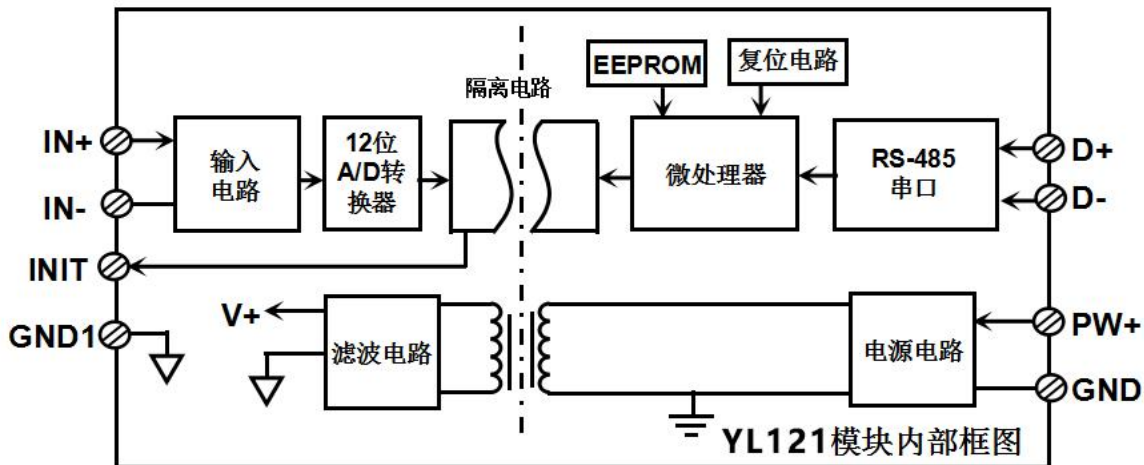 EEPROM
复位电路
隔离电路
IN+
输入
电路
12位
A/D转
换器
微处理器
RS-485
串口
D+
IN-
D-
INIT
V+
GND1
滤波电路
电源电路
PW+
GND
YL121模块内部框图